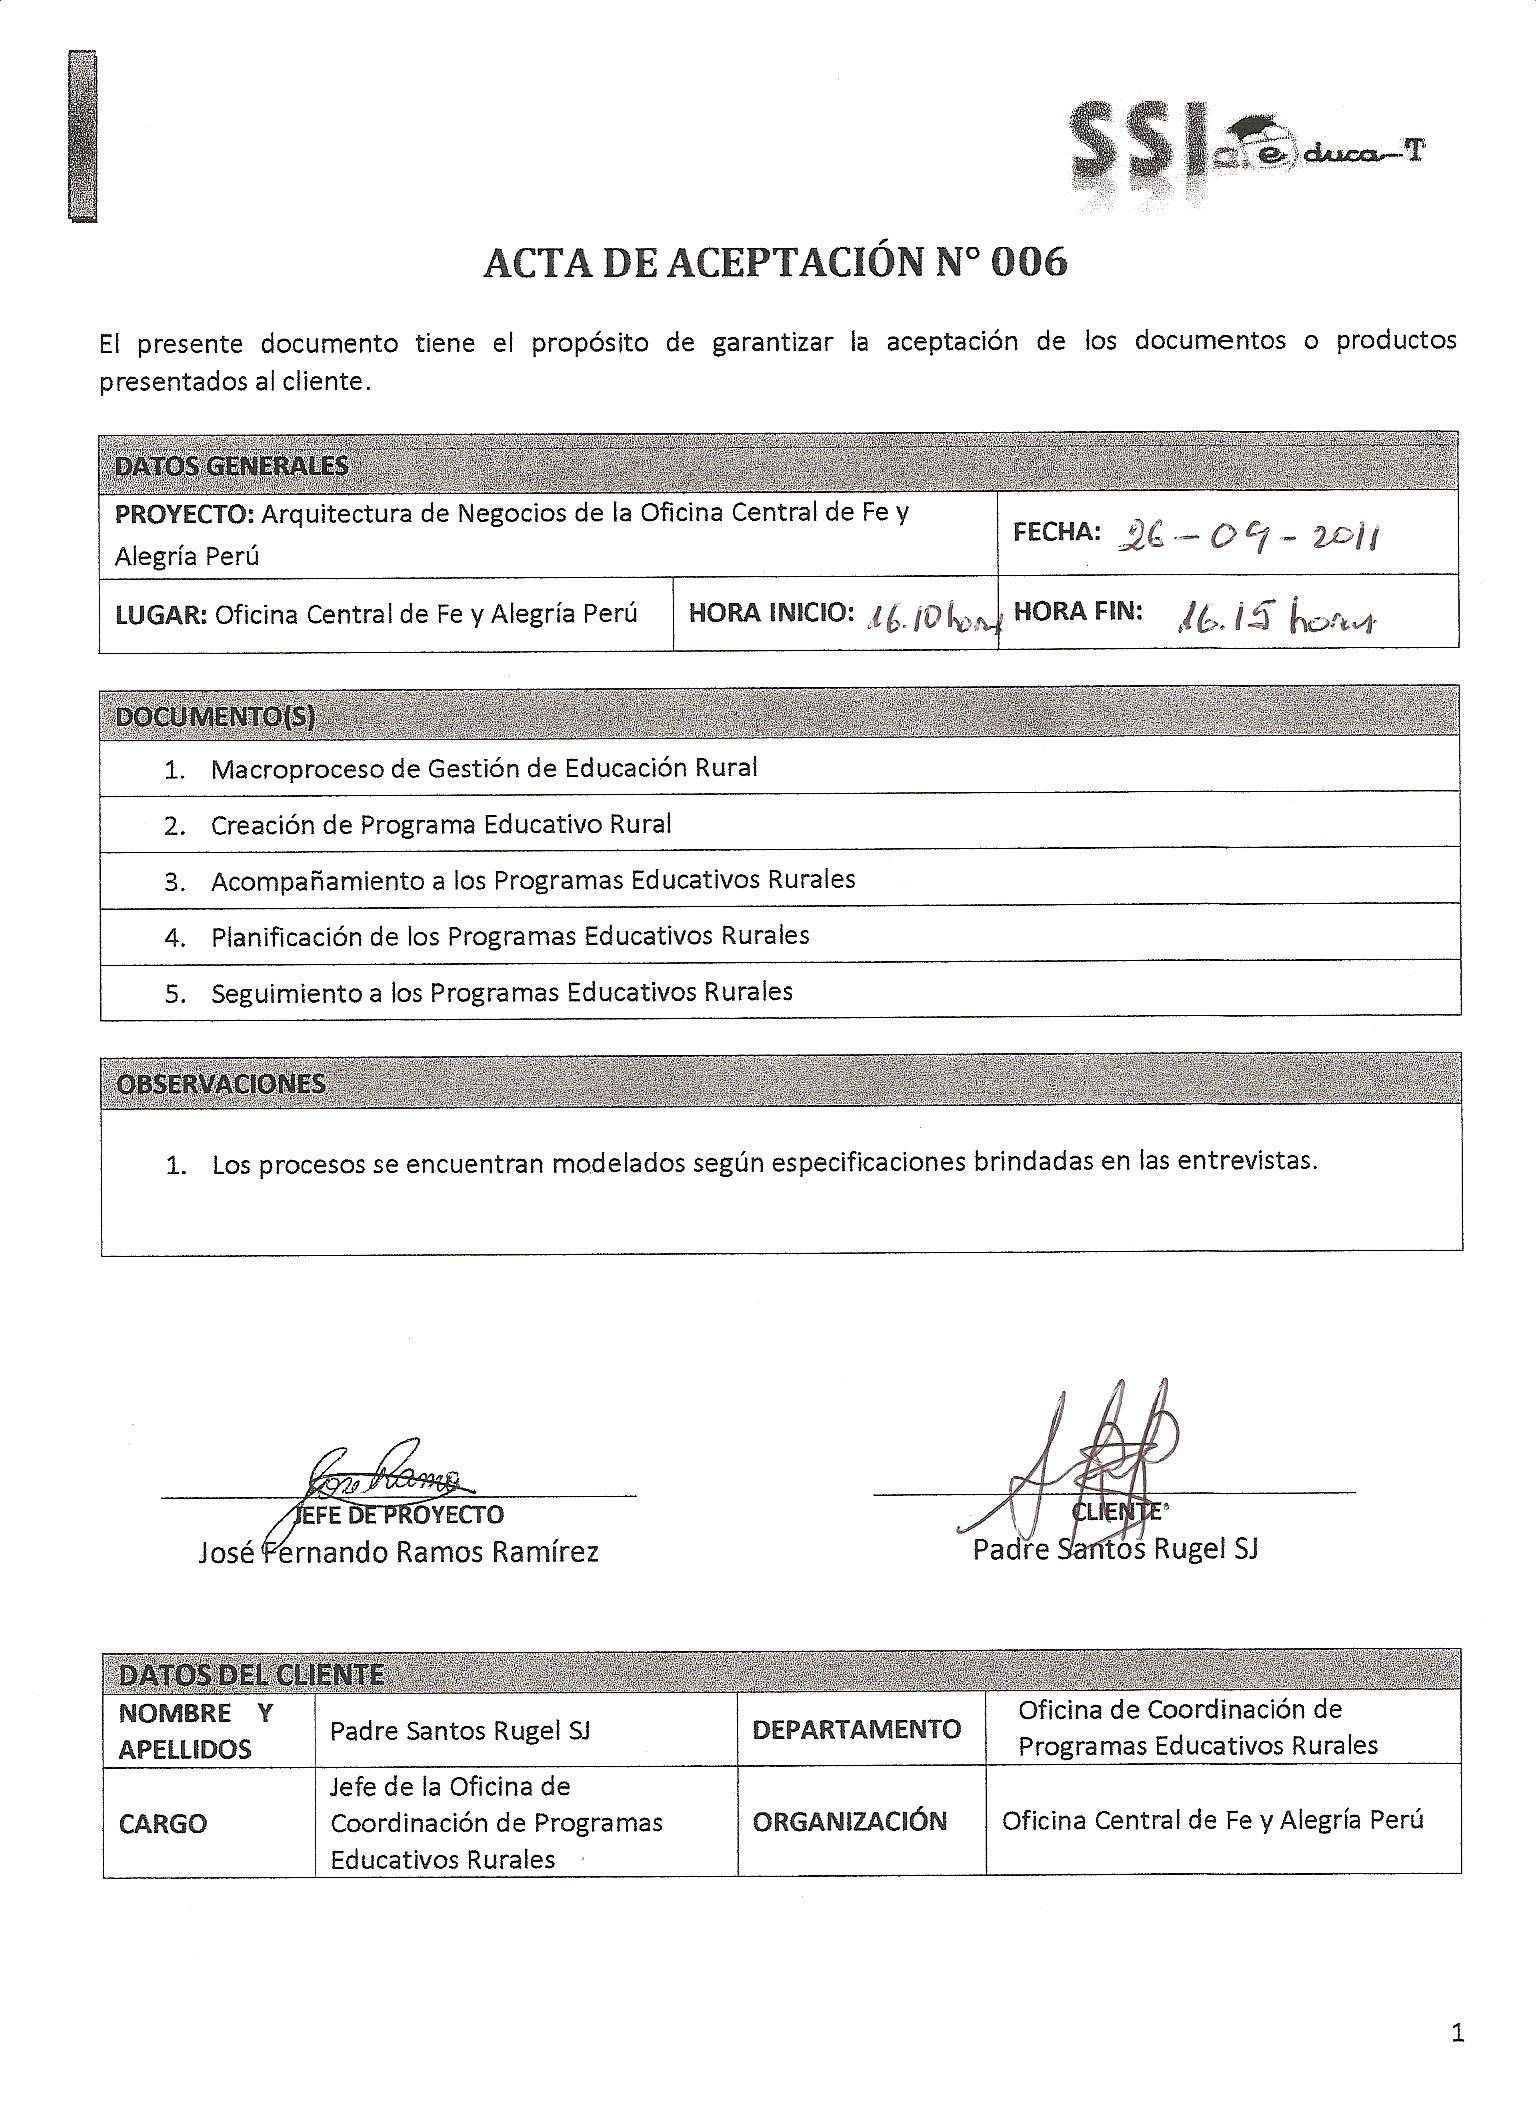 SSI educa-T
ACTA DE ACEPTACIÓN N° 006
El presente documento tiene el propósito de garantizar la aceptación de los documentos o productos
presentados al cliente.
DATOS GENERALES
PROYECTO: Arquitectura de Negocios de la Oficina Central de Fe y
Alegría Perú
FECHA: 26-09-2011
LUGAR: Oficina Central de Fe y Alegría Perú
HORA INICIO: 16.10 horas
HORA FIN: 16.15 horas
DOCUMENTO(S)
1. Macroproceso de Gestión de Educación Rural
2. Creación de Programa Educativo Rural
3. Acompañamiento a los Programas Educativos Rurales
4. Planificación de los Programas Educativos Rurales
5. Seguimiento a los Programas Educativos Rurales
OBSERVACIONES
1. Los procesos se encuentran modelados según especificaciones brindadas en las entrevistas.
Jose Ramos
JEFE DE PROYECTO
José Fernando Ramos Ramírez
CLIENTE
Padre Santos Rugel SJ
DATOS DEL CLIENTE
NOMBRE Y
APELLIDOS
Padre Santos Rugel SJ
DEPARTAMENTO
Oficina de Coordinación de
Programas Educativos Rurales
CARGO
Jefe de la Oficina de
Coordinación de Programas
Educativos Rurales
ORGANIZACIÓN
Oficina Central de Fe y Alegría Perú
1